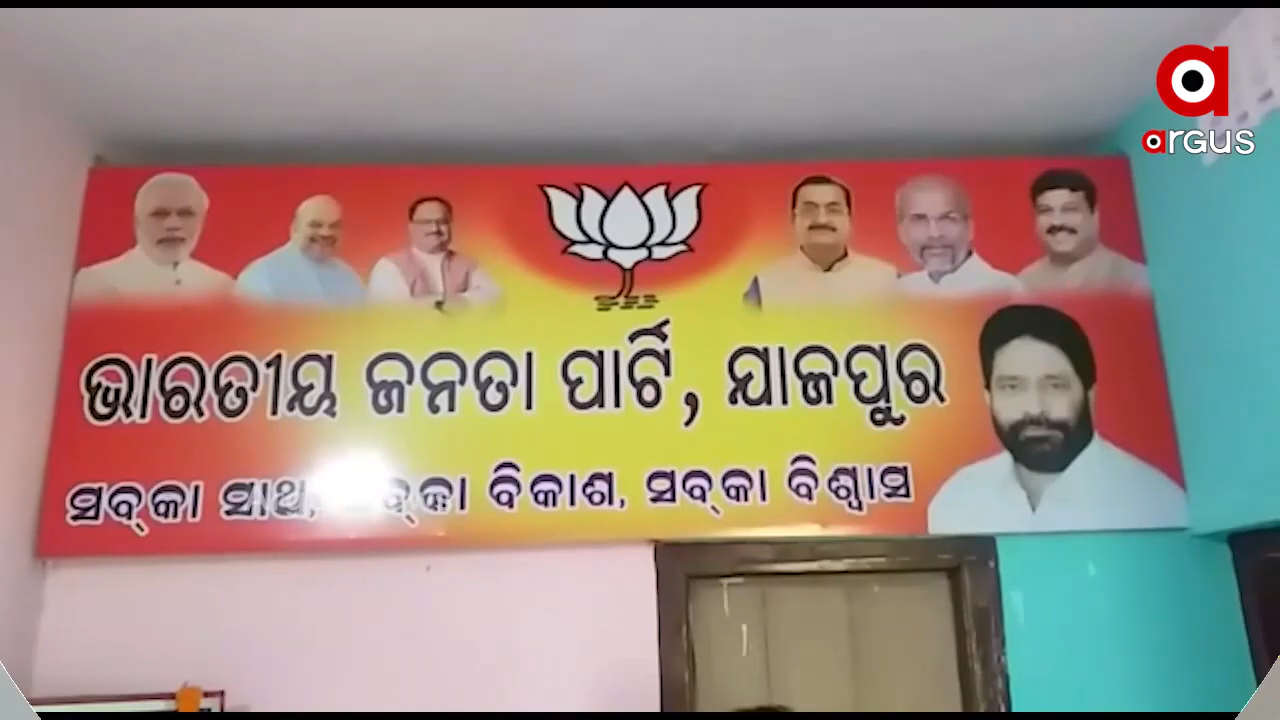 argus
ଭାରତୀୟ ଜନତା ପାର୍ଟି, ଯାଜପୁର
ସବ୍‌କା ସାଥ, ବ୍‌କା ବିକାଶ, ସବ୍‌କା ବିଶ୍ୱାସ